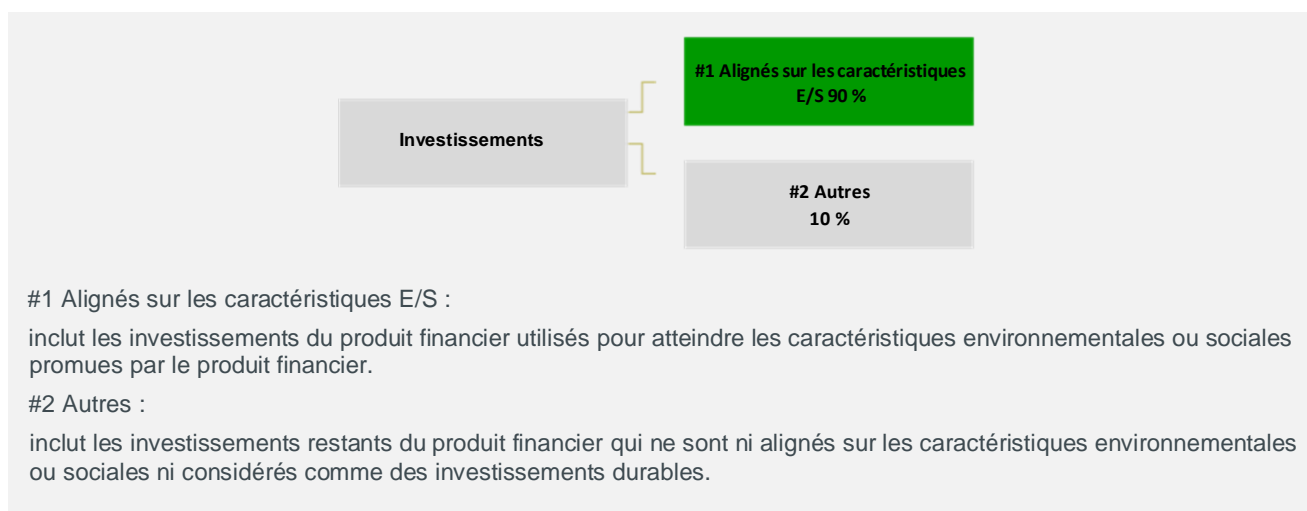 #1 Alignés sur les caractéristiques
E/S 90 %
Investissements
#2 Autres
10 %
#1 Alignés sur les caractéristiques E/S :
inclut les investissements du produit financier utilisés pour atteindre les caractéristiques environnementales ou sociales
promues par le produit financier.
#2 Autres :
inclut les investissements restants du produit financier qui ne sont ni alignés sur les caractéristiques environnementales
ou sociales ni considérés comme des investissements durables.